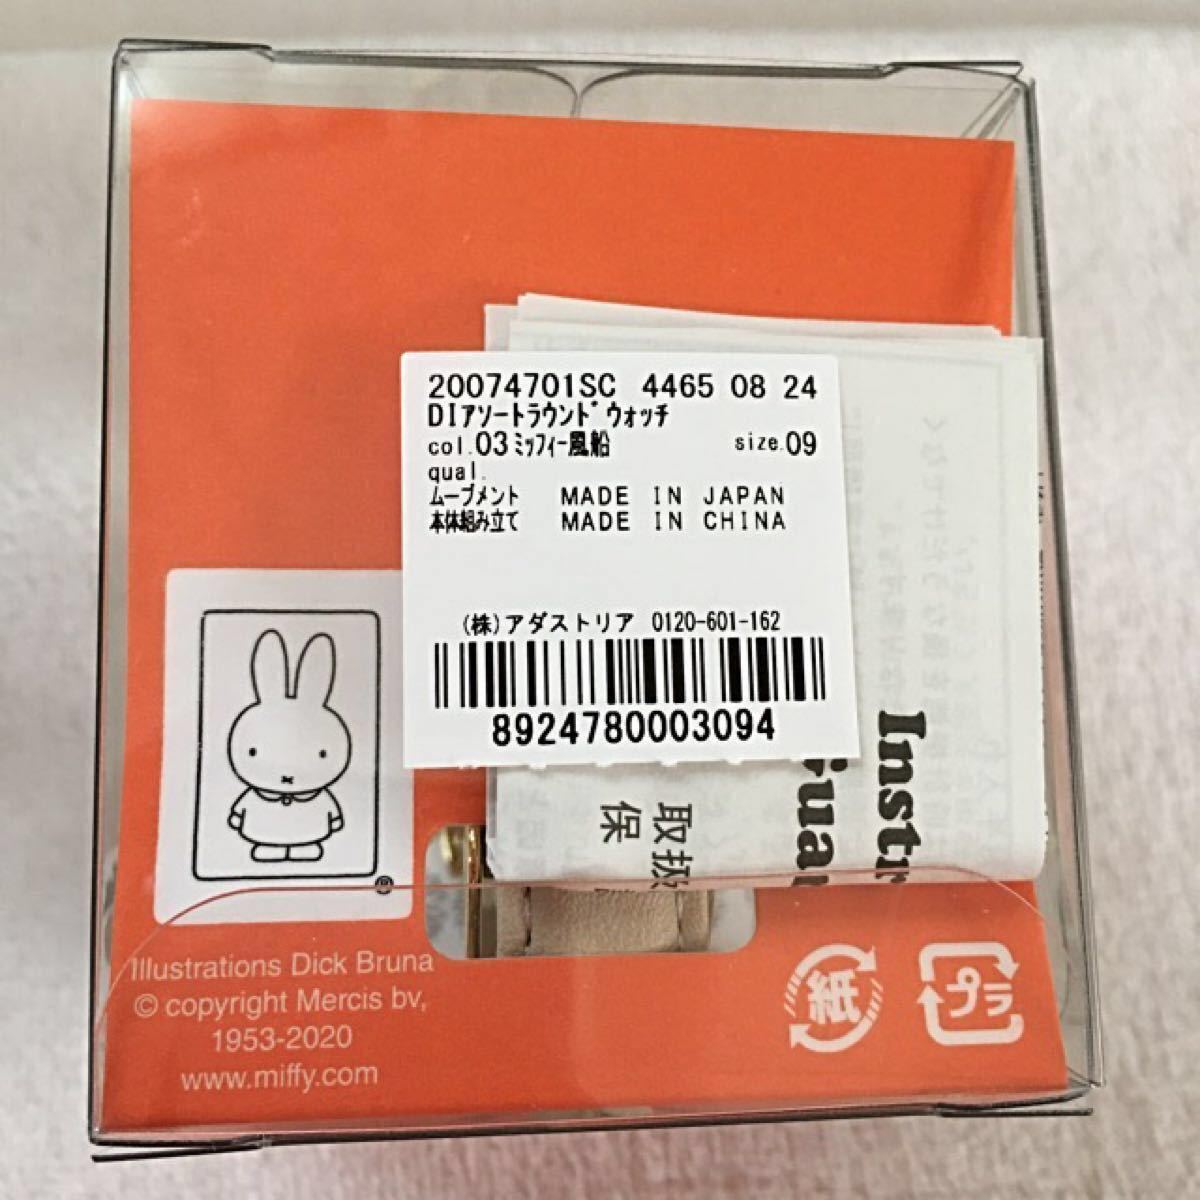 20074701SC 4465 08 24
DIアソートラウンドウォッチ
col.03ミッフィー風船 size.09
qual.
ムーブメント MADE IN JAPAN
本体組み立て MADE IN CHINA
(株)アダストリア 0120-601-162
8924780003094
Instr
取扱
保
Illustrations Dick Bruna
© copyright Mercis bv,
1953-2020
www.miffy.com
紙
プラ